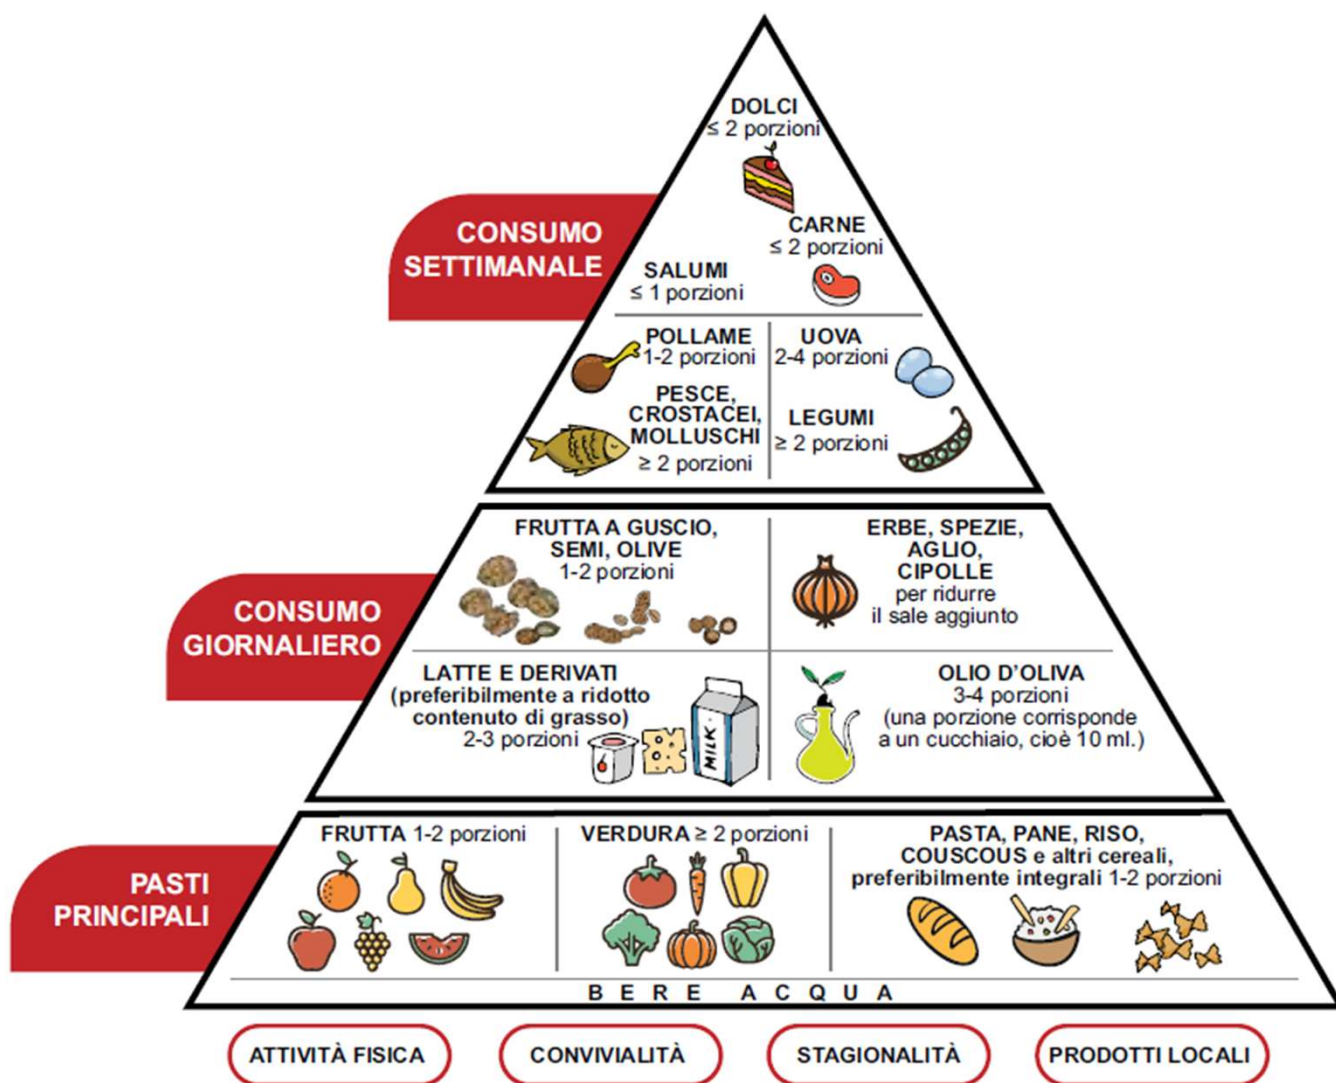 DOLCI
≤ 2 porzioni
CONSUMO
SETTIMANALE
CARNE
≤ 2 porzioni
SALUMI
≤ 1 porzioni
POLLAME
1-2 porzioni
PESCE,
CROSTACEI,
MOLLUSCHI
≥ 2 porzioni
UOVA
2-4 porzioni
LEGUMI
≥ 2 porzioni
CONSUMO
GIORNALIERO
FRUTTA A GUSCIO,
SEMI, OLIVE
1-2 porzioni
ERBE, SPEZIE,
AGLIO,
CIPOLLE
per ridurre
il sale aggiunto
LATTE E DERIVATI
(preferibilmente a ridotto
contenuto di grasso)
2-3 porzioni
MILK
OLIO D'OLIVA
3-4 porzioni
(una porzione corrisponde
a un cucchiaio, cioè 10 ml.)
PASTI
PRINCIPALI
FRUTTA 1-2 porzioni
VERDURA ≥ 2 porzioni
PASTA, PANE, RISO,
COUSCOUS e altri cereali,
preferibilmente integrali 1-2 porzioni
BERE ACQUA
ATTIVITÀ FISICA
CONVIVIALITÀ
STAGIONALITÀ
PRODOTTI LOCALI